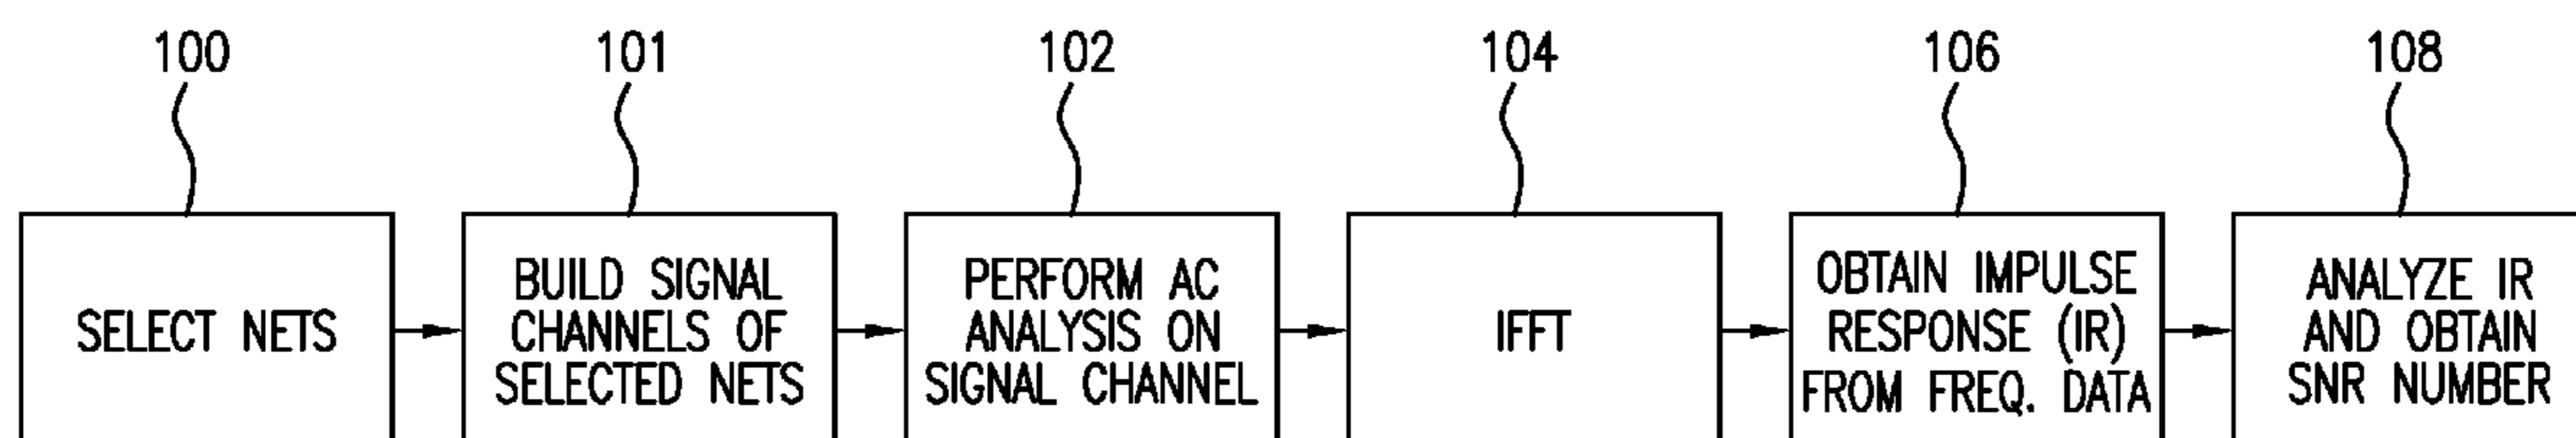 100 101 102 104 106 108
SELECT NETS
BUILD SIGNAL
CHANNELS OF
SELECTED NETS
PERFORM AC
ANALYSIS ON
SIGNAL CHANNEL
IFFT
OBTAIN IMPULSE
RESPONSE (IR)
FROM FREQ. DATA
ANALYZE IR
AND OBTAIN
SNR NUMBER